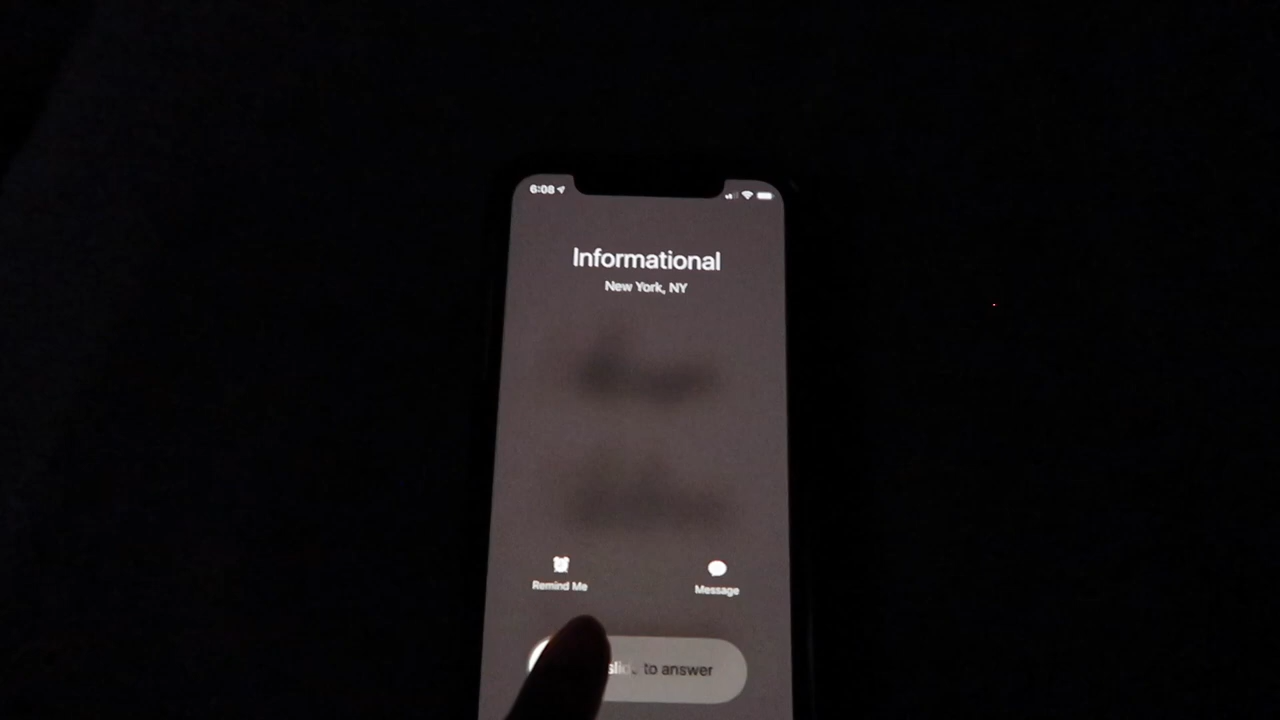 6:08
Informational
New York, NY
Remind Me
Message
to answer